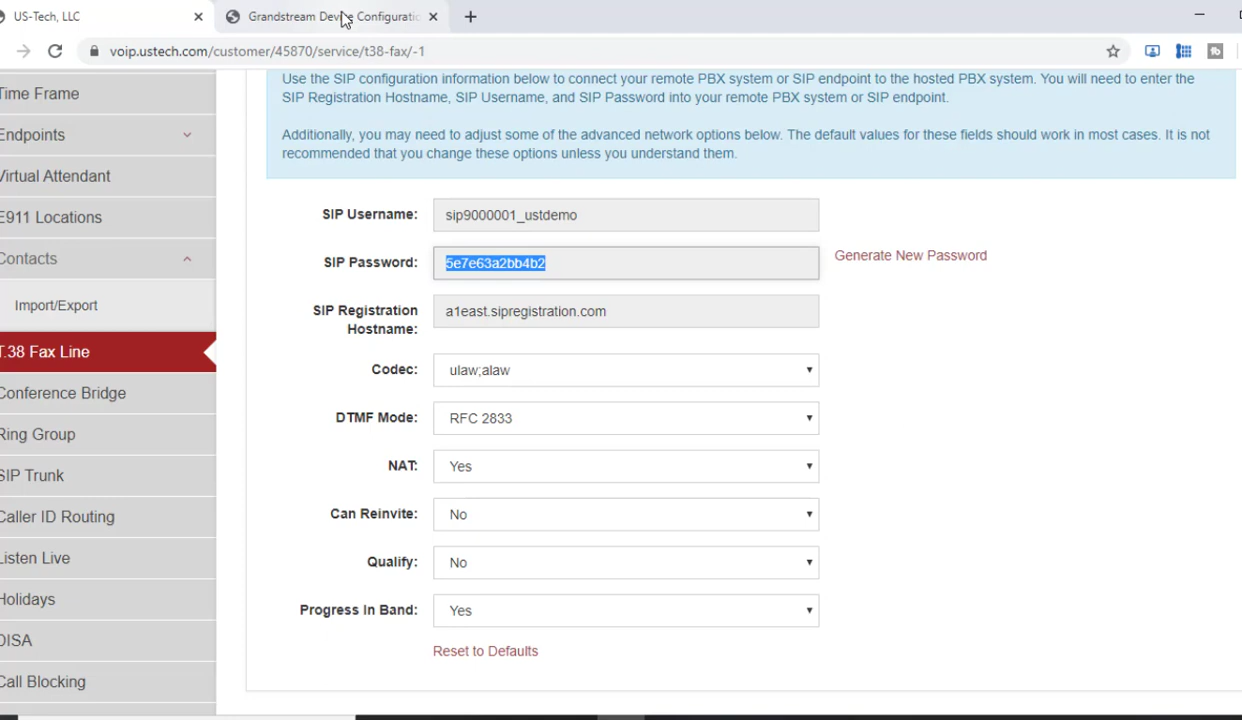 US-Tech, LLC
Grandstream Device Configuratio
voip.ustech.com/customer/45870/service/t38-fax/-1
Time Frame
Endpoints
Virtual Attendant
E911 Locations
Contacts
Import/Export
T.38 Fax Line
Conference Bridge
Ring Group
SIP Trunk
Caller ID Routing
Listen Live
Holidays
DISA
Call Blocking
Use the SIP configuration information below to connect your remote PBX system or SIP endpoint to the hosted PBX system. You will need to enter the
SIP Registration Hostname, SIP Username, and SIP Password into your remote PBX system or SIP endpoint.
Additionally, you may need to adjust some of the advanced network options below. The default values for these fields should work in most cases. It is not
recommended that you change these options unless you understand them.
SIP Username: sip9000001_ustdemo
SIP Password: 5e7e63a2bb4b2 Generate New Password
SIP Registration a1east.sipregistration.com
Hostname:
Codec: ulaw;alaw
DTMF Mode: RFC 2833
NAT: Yes
Can Reinvite: No
Qualify: No
Progress In Band: Yes
Reset to Defaults